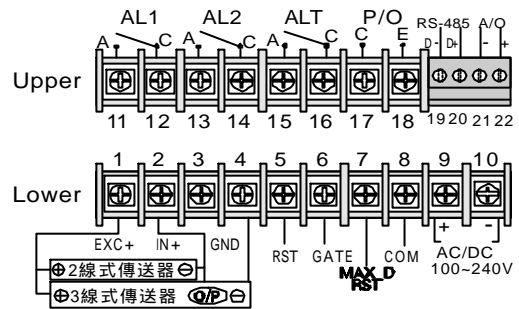 AL1 AL2 ALT P/O
RS-485 A/O
A C A C A C C E D- D+ - +
Upper
11 12 13 14 15 16 17 18 19 20 21 22
1 2 3 4 5 6 7 8 9 10
Lower
EXC+ IN+ GND RST GATE MAX_D RST COM + -
AC/DC
100~240V
⊕2線式傳送器⊖
⊕3線式傳送器 O/P ⊖